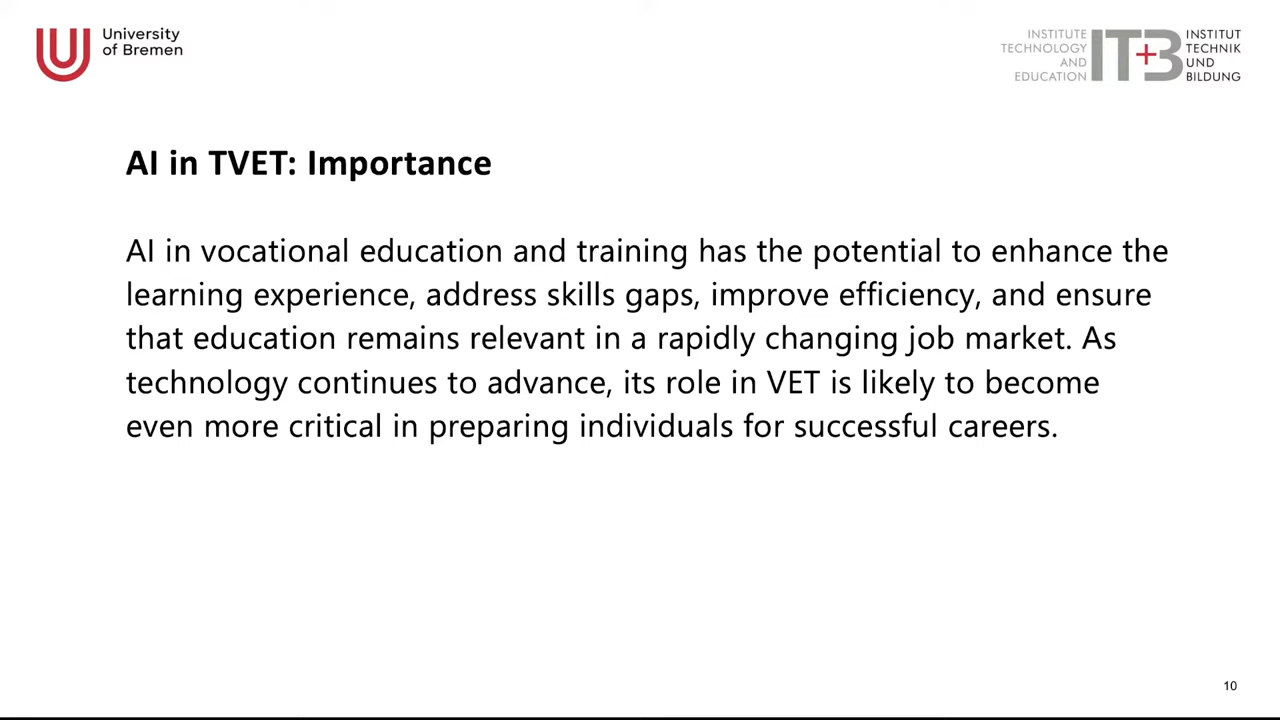 University
of Bremen
INSTITUTE
TECHNOLOGY
AND
EDUCATION
IT+B
INSTITUT
TECHNIK
UND
BILDUNG
AI in TVET: Importance
AI in vocational education and training has the potential to enhance the
learning experience, address skills gaps, improve efficiency, and ensure
that education remains relevant in a rapidly changing job market. As
technology continues to advance, its role in VET is likely to become
even more critical in preparing individuals for successful careers.
10